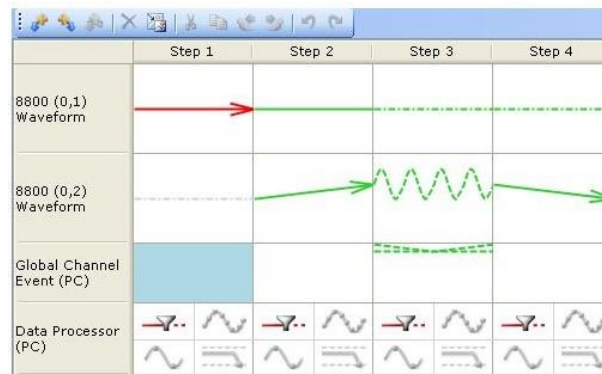 Step 1 Step 2 Step 3 Step 4
8800 (0,1)
Waveform
8800 (0,2)
Waveform
Global Channel
Event (PC)
Data Processor
(PC)